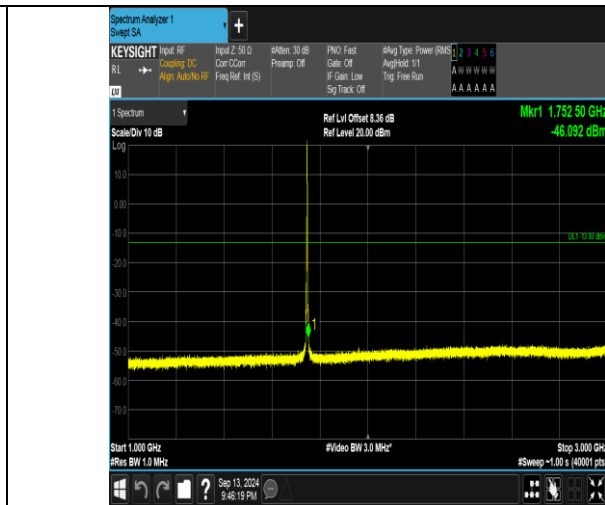 Spectrum Analyzer 1
Swept SA
+
KEYSIGHT
RL
LXI
Input: RF
Coupling: DC
Align: Auto/No RF
Input Z: 50 Ω
Corr CCorr
Freq Ref: Int (S)
#Atten: 30 dB
Preamp: Off
PNO: Fast
Gate: Off
IF Gain: Low
Sig Track: Off
#Avg Type: Power (RMS
Avg|Hold: 1/1
Trig: Free Run
1 2 3 4 5 6
A W W W W W
A A A A A A
1 Spectrum
Scale/Div 10 dB
Log
Ref Lvl Offset 8.36 dB
Ref Level 20.00 dBm
Mkr1 1.752 50 GHz
-46.092 dBm
10.0
0.00
-10.0
DL1 -13.00 dBm
-20.0
-30.0
-40.0
1
-50.0
-60.0
-70.0
Start 1.000 GHz
#Res BW 1.0 MHz
#Video BW 3.0 MHz*
Stop 3.000 GHz
#Sweep ~1.00 s (40001 pts
?
Sep 13, 2024
9:46:19 PM